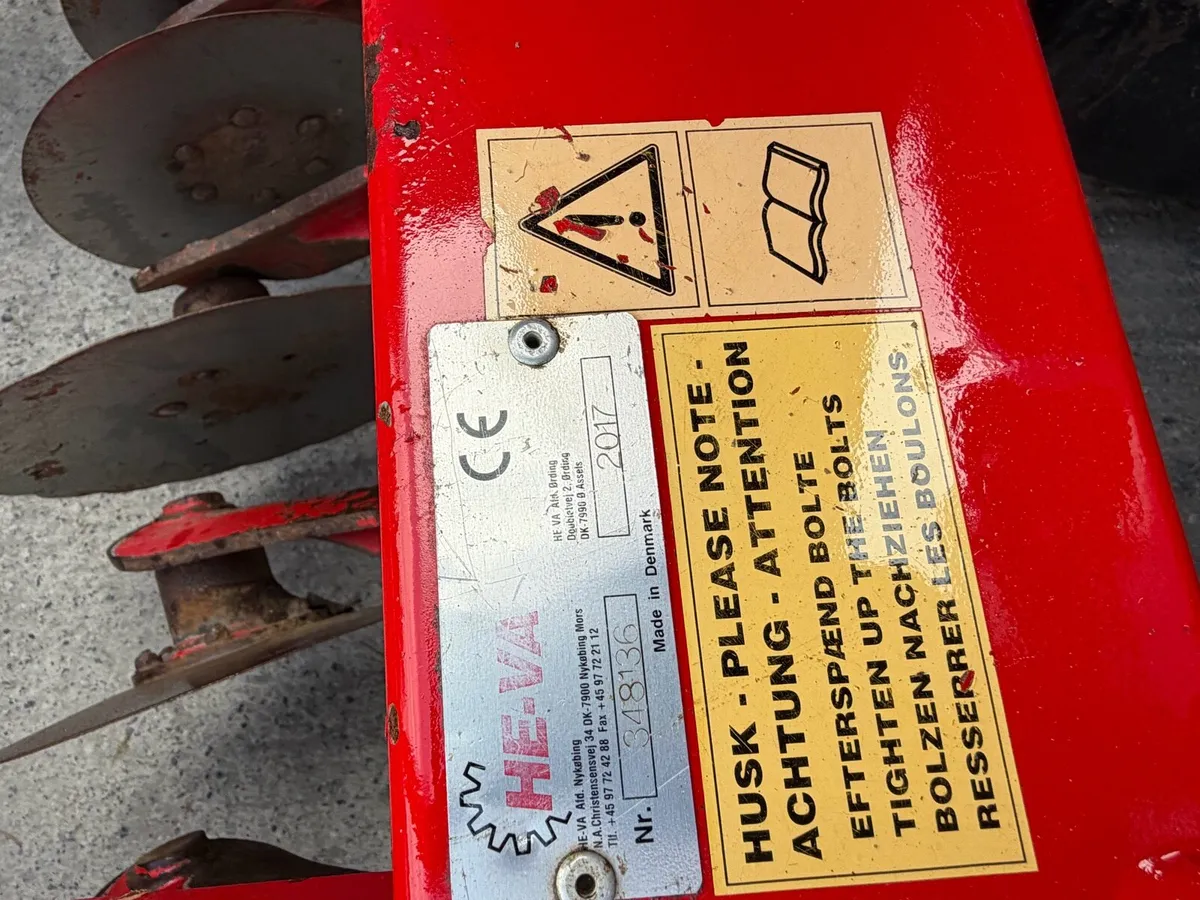 CE
HE-VA
HE-VA Afd. Nykøbing
N.A.Christensensvej 34 DK-7900 Nykøbing Mors
Tlf. +45 97 72 42 88 Fax +45 97 72 21 12
HE-VA Afd. Ørding
Doubletvej 2, Ørding
DK-7990 Ø.Assels
Nr. 348136
2017
Made in Denmark
HUSK - PLEASE NOTE -
ACHTUNG - ATTENTION
EFTERSPÆND BOLTE
TIGHTEN UP THE BOLTS
BOLZEN NACHZIEHEN
RESSERRER LES BOULONS